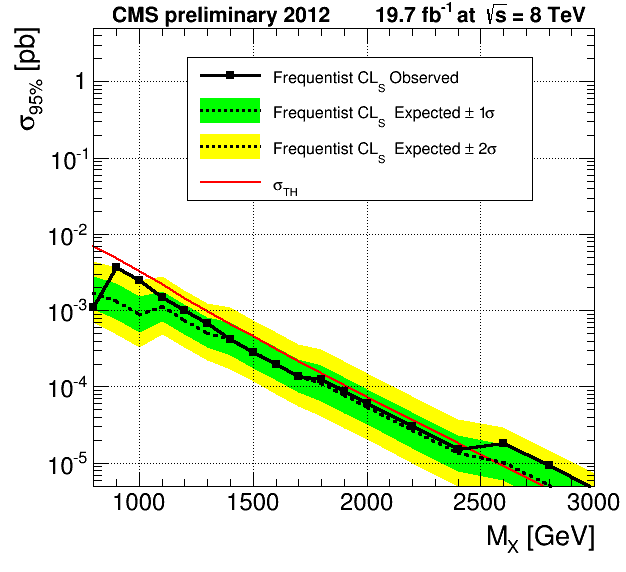 CMS preliminary 2012 19.7 fb⁻¹ at √s = 8 TeV
σ95% [pb]
Frequentist CLS Observed
Frequentist CLS Expected ± 1σ
Frequentist CLS Expected ± 2σ
σTH
1
10⁻¹
10⁻²
10⁻³
10⁻⁴
10⁻⁵
1000 1500 2000 2500 3000
MX [GeV]